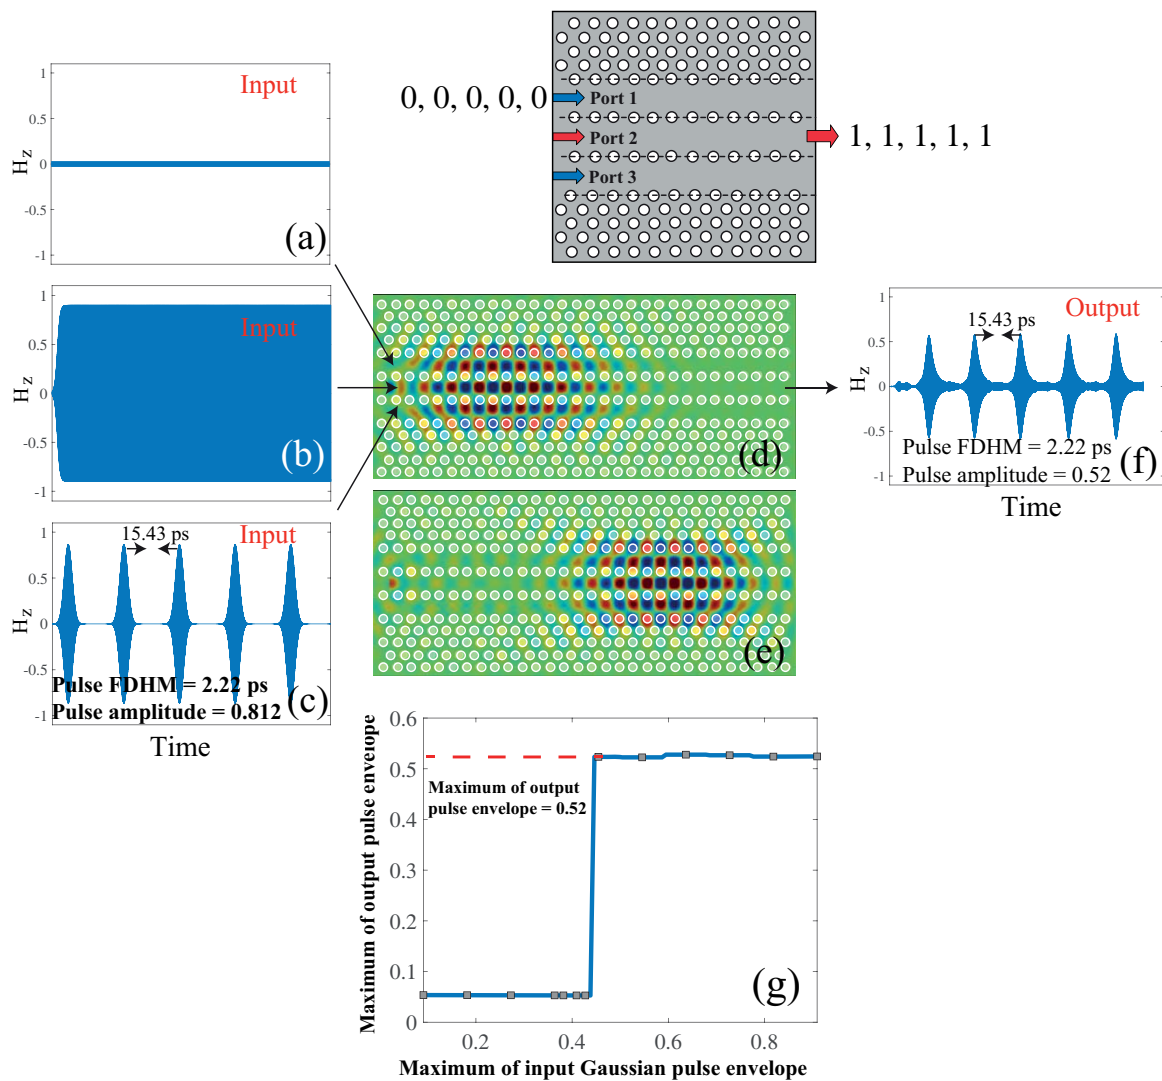 Input
1
0.5
0
-0.5
-1
H_z
(a)
0, 0, 0, 0, 0
Port 1
Port 2
Port 3
1, 1, 1, 1, 1
Input
1
0.5
0
-0.5
-1
H_z
(b)
Input
15.43 ps
1
0.5
0
-0.5
-1
H_z
Pulse FDHM = 2.22 ps
Pulse amplitude = 0.812
(c)
Time
(d)
(e)
Output
15.43 ps
1
0.5
0
-0.5
-1
H_z
Pulse FDHM = 2.22 ps
Pulse amplitude = 0.52
(f)
Time
0.6
0.5
0.4
0.3
0.2
0.1
0
Maximum of output pulse envelope
Maximum of output
pulse envelope = 0.52
(g)
0.2 0.4 0.6 0.8
Maximum of input Gaussian pulse envelope